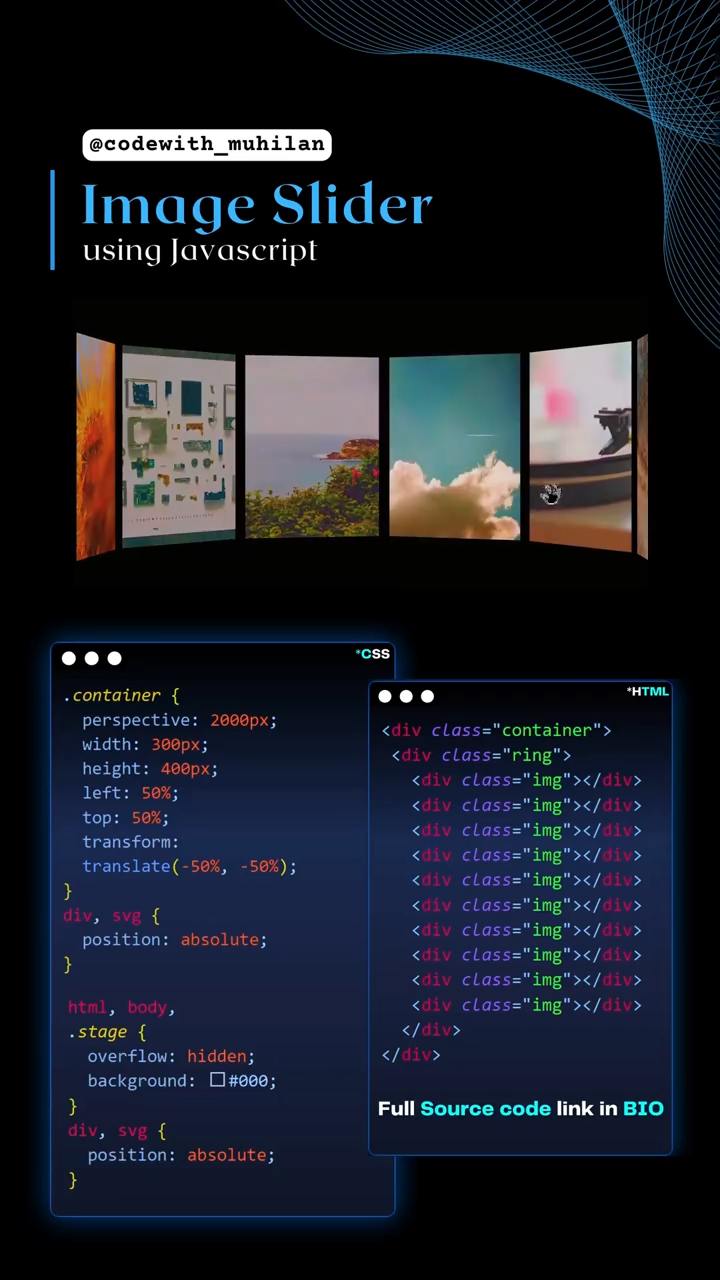 @codewith_muhilan
Image Slider
using Javascript
*CSS
.container {
perspective: 2000px;
width: 300px;
height: 400px;
left: 50%;
top: 50%;
transform:
translate(-50%, -50%);
}
div, svg {
position: absolute;
}
html, body,
.stage {
overflow: hidden;
background: #000;
}
div, svg {
position: absolute;
}
*HTML
<div class="container">
<div class="ring">
<div class="img"></div>
<div class="img"></div>
<div class="img"></div>
<div class="img"></div>
<div class="img"></div>
<div class="img"></div>
<div class="img"></div>
<div class="img"></div>
<div class="img"></div>
<div class="img"></div>
</div>
</div>
Full Source code link in BIO